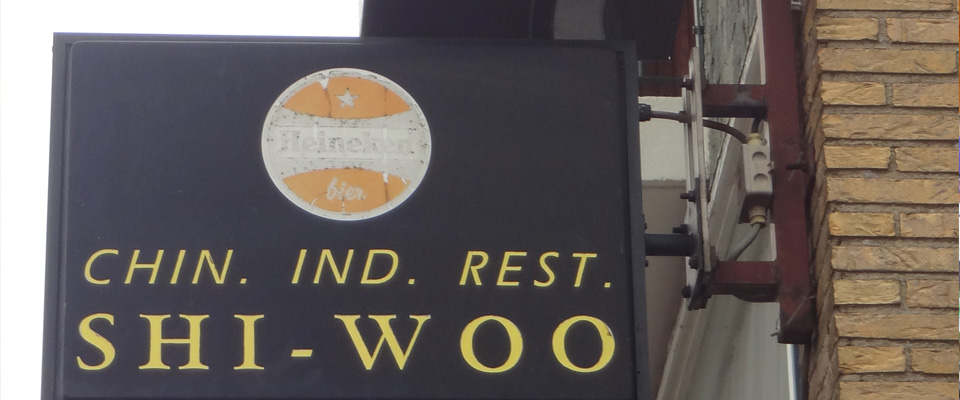 Heineken
bier
CHIN. IND. REST.
SHI-WOO